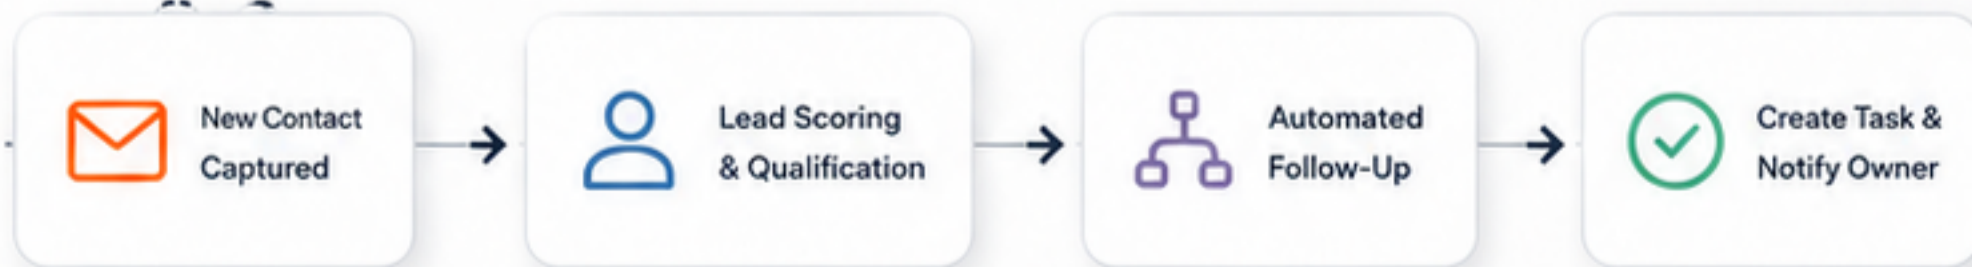 New Contact
Captured
Lead Scoring
& Qualification
Automated
Follow-Up
Create Task &
Notify Owner